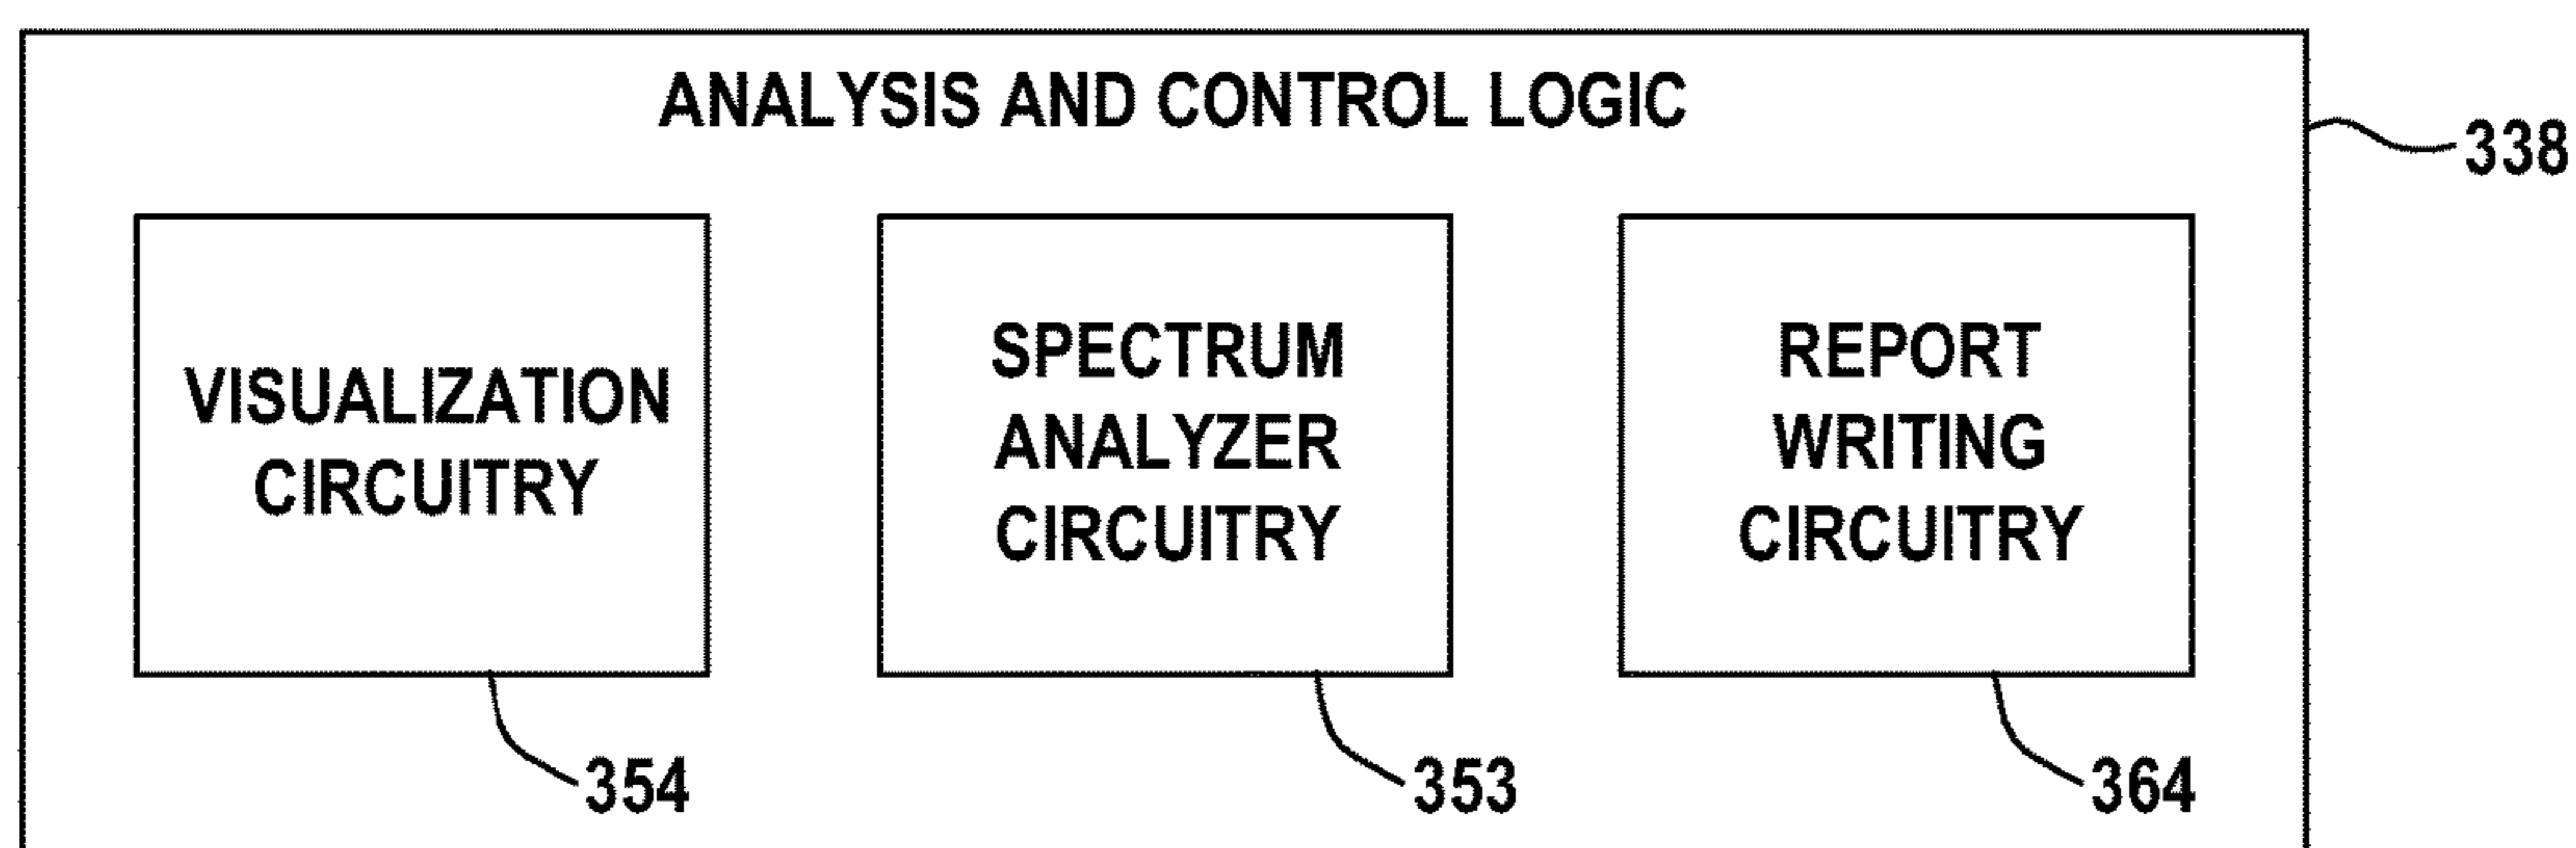 ANALYSIS AND CONTROL LOGIC
338
VISUALIZATION
CIRCUITRY
354
SPECTRUM
ANALYZER
CIRCUITRY
353
REPORT
WRITING
CIRCUITRY
364